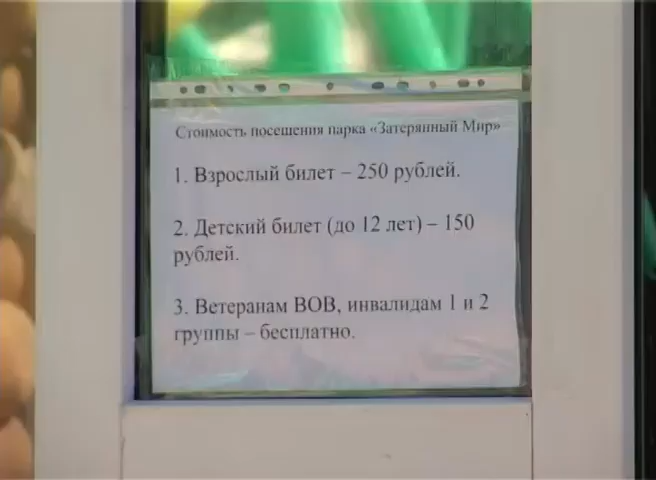 Стоимость посещения парка «Затерянный Мир»
1. Взрослый билет – 250 рублей.
2. Детский билет (до 12 лет) – 150
рублей.
3. Ветеранам ВОВ, инвалидам 1 и 2
группы – бесплатно.